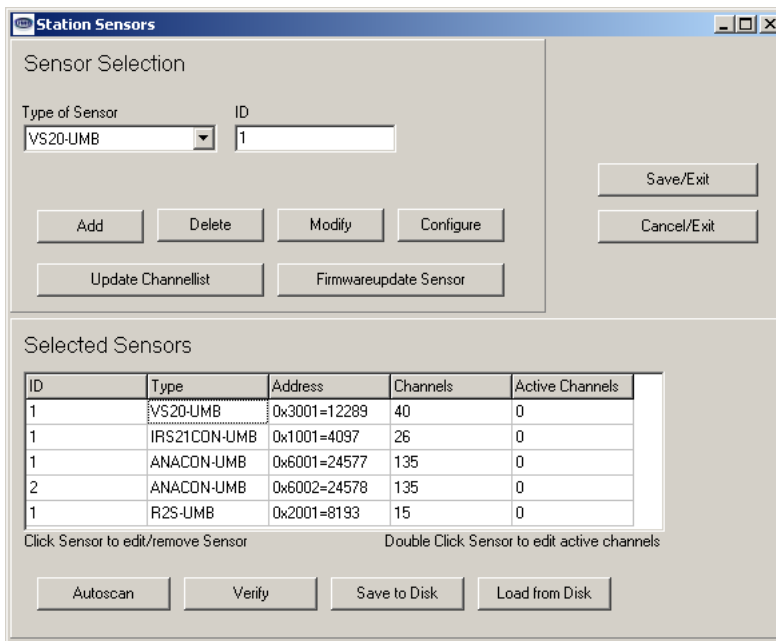 Station Sensors
Sensor Selection
Type of Sensor ID
VS20-UMB 1
Save/Exit
Add Delete Modify Configure Cancel/Exit
Update Channellist Firmwareupdate Sensor
Selected Sensors
ID Type Address Channels Active Channels
1 VS20-UMB 0x3001=12289 40 0
1 IRS21CON-UMB 0x1001=4097 26 0
1 ANACON-UMB 0x6001=24577 135 0
2 ANACON-UMB 0x6002=24578 135 0
1 R2S-UMB 0x2001=8193 15 0
Click Sensor to edit/remove Sensor Double Click Sensor to edit active channels
Autoscan Verify Save to Disk Load from Disk